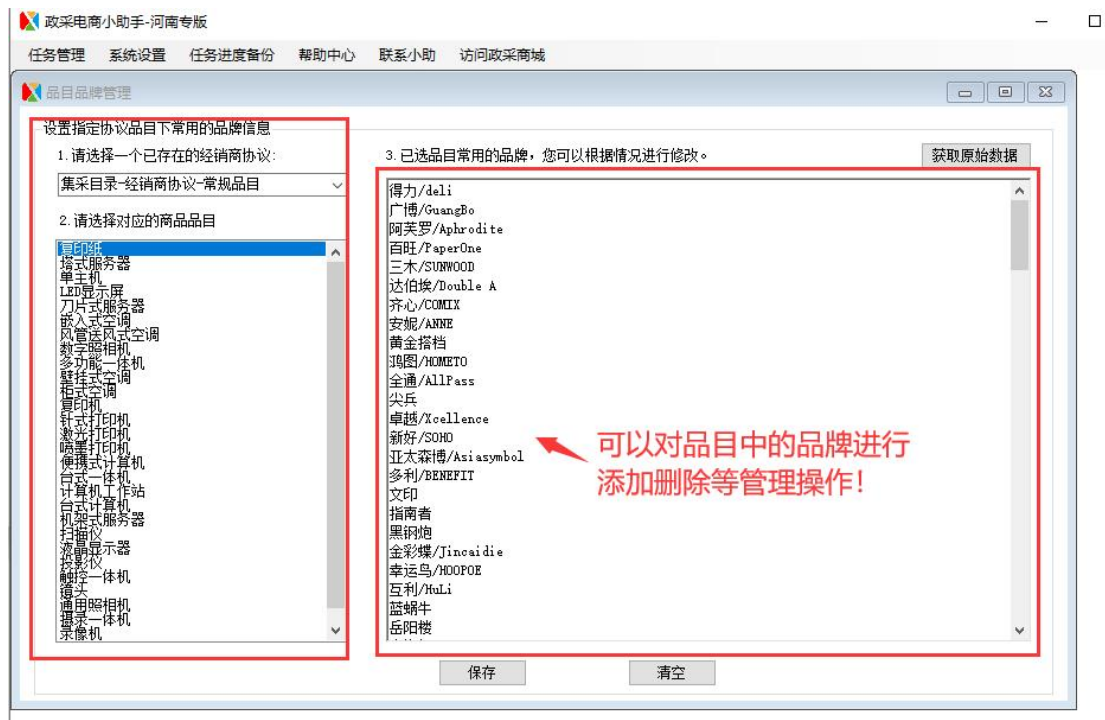 政采电商小助手-河南专版
任务管理 系统设置 任务进度备份 帮助中心 联系小助 访问政采商城
品目品牌管理
设置指定协议品目下常用的品牌信息
1.请选择一个已存在的经销商协议:
集采目录-经销商协议-常规品目
2.请选择对应的商品品目
复印纸
塔式服务器
单主机
LED显示屏
刀片式服务器
嵌入式空调
风管送风式空调
数字照相机
多功能一体机
壁挂式空调
柜式空调
复印机
针式打印机
激光打印机
喷墨打印机
便携式计算机
台式一体机
计算机工作站
台式计算机
机架式服务器
扫描仪
液晶显示器
投影仪
触控一体机
镜头
通用照相机
摄录一体机
录像机
3.已选品目常用的品牌，您可以根据情况进行修改。
获取原始数据
得力/deli
广博/GuangBo
阿芙罗/Aphrodite
百旺/PaperOne
三木/SUNWOOD
达伯埃/Double A
齐心/COMIX
安妮/ANNE
黄金搭档
鸿图/HOMETO
全通/AllPass
尖兵
卓越/Xcellence
新好/SOHO
亚太森博/Asiasymbol
多利/BENEFIT
文印
指南者
黑钢炮
金彩蝶/Jincaidie
幸运鸟/HOOPOE
互利/HuLi
蓝蜗牛
岳阳楼
可以对品目中的品牌进行
添加删除等管理操作！
保存 清空